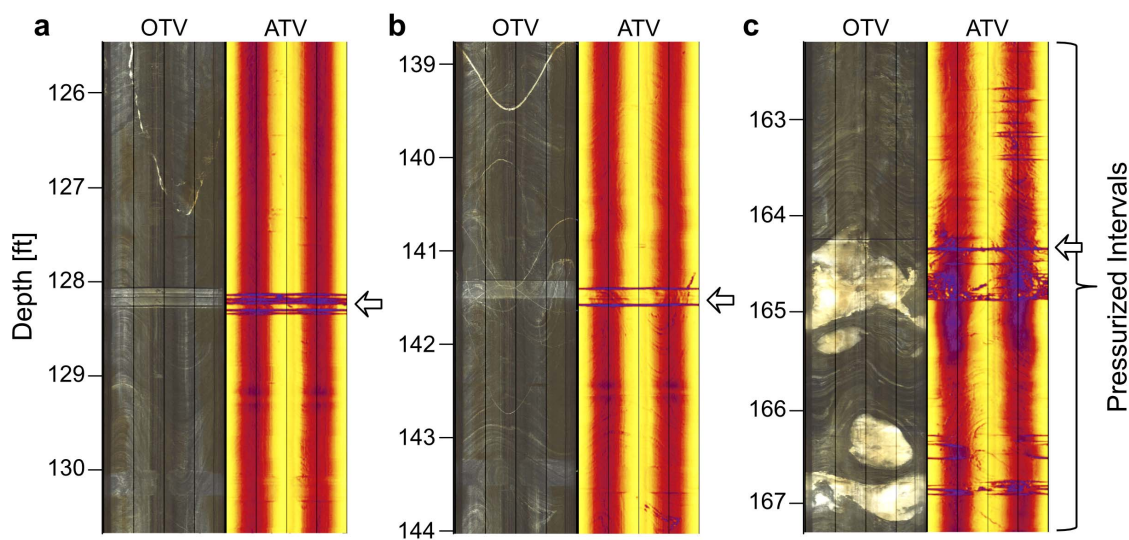 a
OTV ATV
126
127
128
129
130
Depth [ft]
b
OTV ATV
139
140
141
142
143
144
c
OTV ATV
163
164
165
166
167
Pressurized Intervals